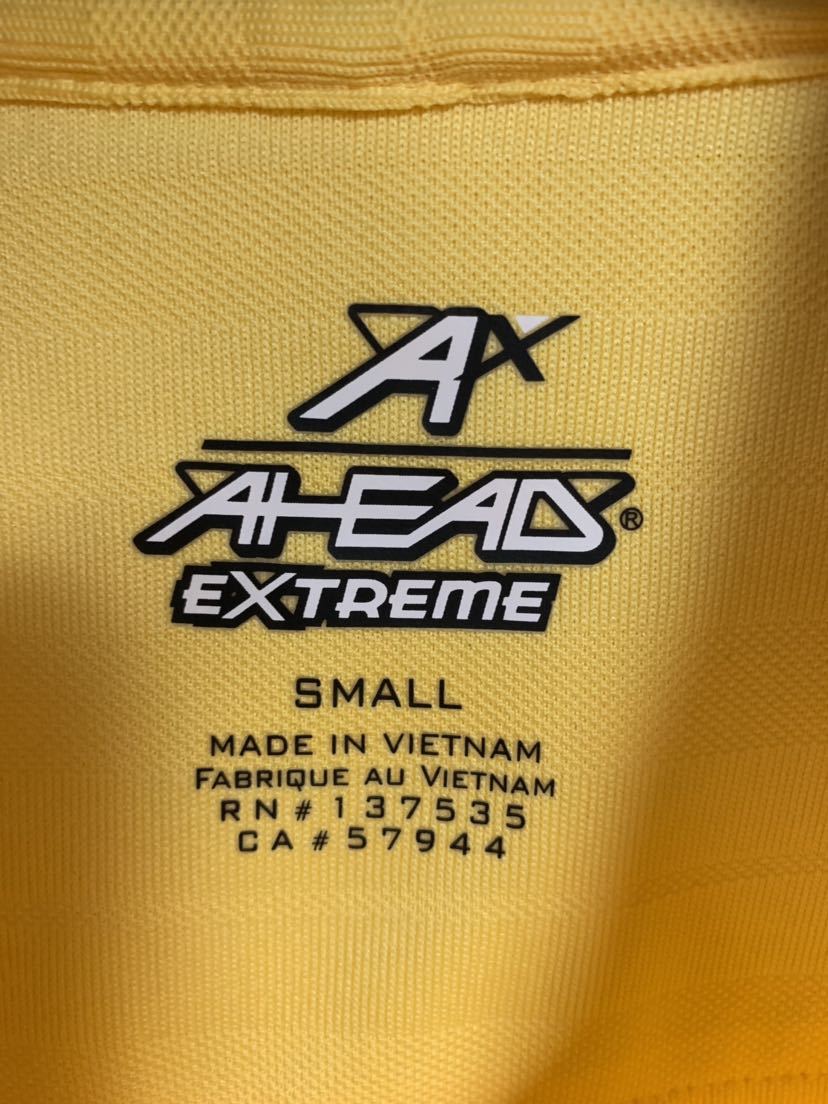 AX
AHEAD®
EXTREME
SMALL
MADE IN VIETNAM
FABRIQUE AU VIETNAM
RN # 137535
CA # 57944